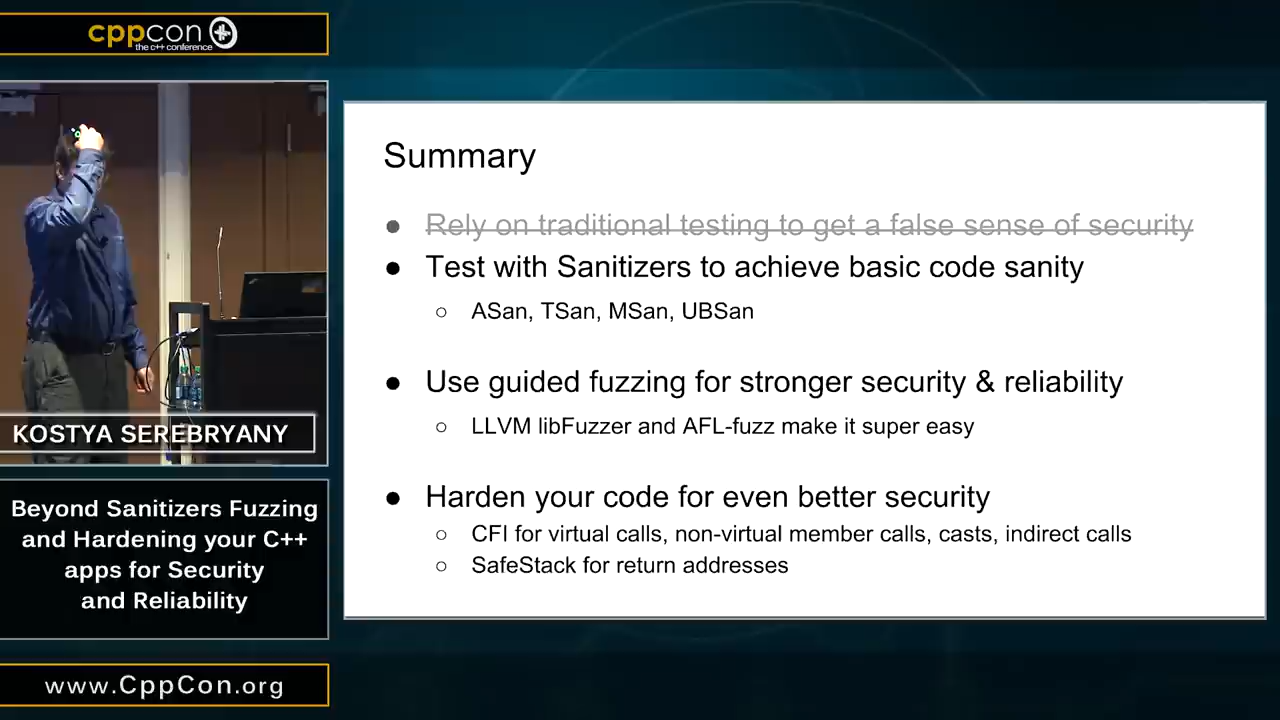 cppcon
the c++ conference
KOSTYA SEREBRYANY
Beyond Sanitizers Fuzzing
and Hardening your C++
apps for Security
and Reliability
www.CppCon.org
Summary
● Rely on traditional testing to get a false sense of security
● Test with Sanitizers to achieve basic code sanity
○ ASan, TSan, MSan, UBSan
● Use guided fuzzing for stronger security & reliability
○ LLVM libFuzzer and AFL-fuzz make it super easy
● Harden your code for even better security
○ CFI for virtual calls, non-virtual member calls, casts, indirect calls
○ SafeStack for return addresses